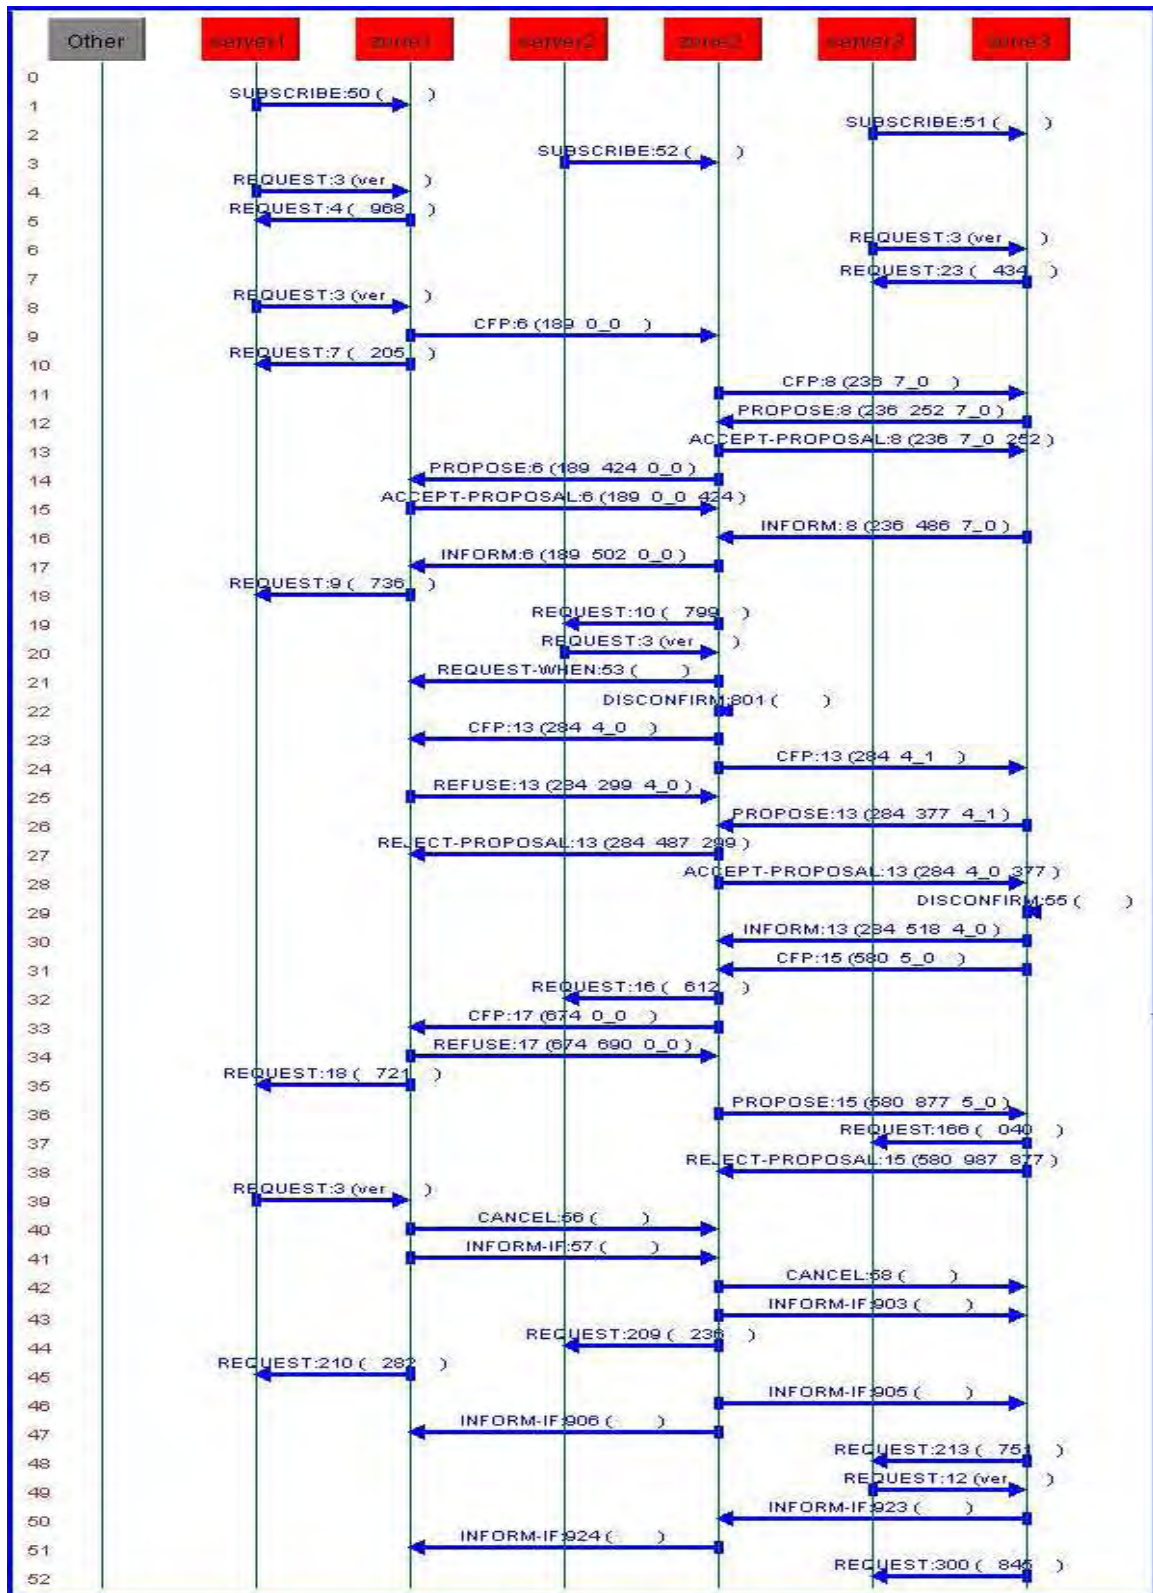 Other server1 zone1 server2 zone2 server3 zone3
0
SUBSCRIBE:50 ( )
1
SUBSCRIBE:51 ( )
2
SUBSCRIBE:52 ( )
3
REQUEST:3 (ver )
4
REQUEST:4 ( 968 )
5
REQUEST:3 (ver )
6
REQUEST:23 ( 434 )
7
REQUEST:3 (ver )
8
CFP:6 (189 0_0 )
9
REQUEST:7 ( 205 )
10
CFP:8 (236 7_0 )
11
PROPOSE:8 (236 252 7_0 )
12
ACCEPT-PROPOSAL:8 (236 7_0 252 )
13
PROPOSE:6 (189 424 0_0 )
14
ACCEPT-PROPOSAL:6 (189 0_0 424 )
15
INFORM:8 (236 486 7_0 )
16
INFORM:6 (189 502 0_0 )
17
REQUEST:9 ( 736 )
18
REQUEST:10 ( 799 )
19
REQUEST:3 (ver )
20
REQUEST-WHEN:53 ( )
21
DISCONFIRM:801 ( )
22
CFP:13 (284 4_0 )
23
CFP:13 (284 4_1 )
24
REFUSE:13 (284 299 4_0 )
25
PROPOSE:13 (284 377 4_1 )
26
REJECT-PROPOSAL:13 (284 487 299 )
27
ACCEPT-PROPOSAL:13 (284 4_0 377 )
28
DISCONFIRM:55 ( )
29
INFORM:13 (284 518 4_0 )
30
CFP:15 (580 5_0 )
31
REQUEST:16 ( 612 )
32
CFP:17 (674 0_0 )
33
REFUSE:17 (674 690 0_0 )
34
REQUEST:18 ( 721 )
35
PROPOSE:15 (580 877 5_0 )
36
REQUEST:166 ( 040 )
37
REJECT-PROPOSAL:15 (580 987 877 )
38
REQUEST:3 (ver )
39
CANCEL:56 ( )
40
INFORM-IF:57 ( )
41
CANCEL:58 ( )
42
INFORM-IF:903 ( )
43
REQUEST:209 ( 236 )
44
REQUEST:210 ( 282 )
45
INFORM-IF:905 ( )
46
INFORM-IF:906 ( )
47
REQUEST:213 ( 751 )
48
REQUEST:12 (ver )
49
INFORM-IF:923 ( )
50
INFORM-IF:924 ( )
51
REQUEST:300 ( 845 )
52